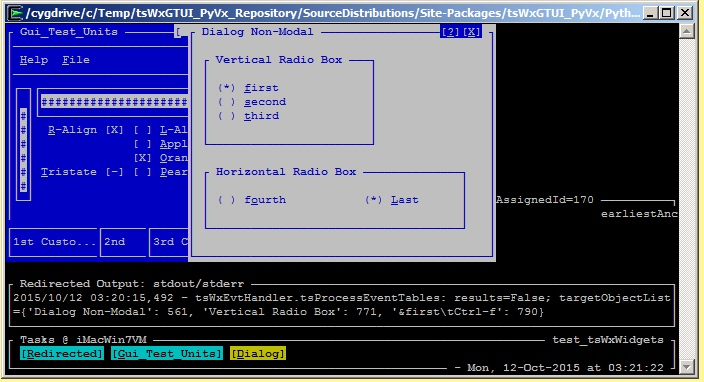 /cygdrive/c/Temp/tsWxGTUI_PyVx_Repository/SourceDistributions/Site-Packages/tsWxGTUI_PyVx/Pyth...
Gui_Test_Units [
Dialog Non-Modal [?][X]
Help File
Vertical Radio Box
(*) first
( ) second
( ) third
#########################
#
#
#
#
#
#
R-Align [X] [ ] L-Al
[ ] Appl
[X] Oran
Tristate [-] [ ] Pear
Horizontal Radio Box
( ) fourth (*) Last
AssignedId=170
earliestAnc
1st Custo... 2nd 3rd C
Redirected Output: stdout/stderr
2015/10/12 03:20:15,492 - tsWxEvtHandler.tsProcessEventTables: results=False; targetObjectList
={'Dialog Non-Modal': 561, 'Vertical Radio Box': 771, '&first\tCtrl-f': 790}
Tasks @ iMacWin7VM test_tsWxWidgets
[Redirected] [Gui_Test_Units] [Dialog]
- Mon, 12-Oct-2015 at 03:21:22